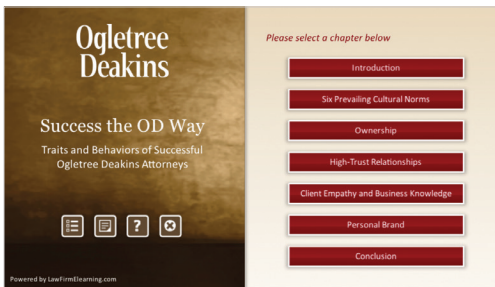 Ogletree
Deakins
Success the OD Way
Traits and Behaviors of Successful
Ogletree Deakins Attorneys
?
Powered by LawFirmElearning.com
Please select a chapter below
Introduction
Six Prevailing Cultural Norms
Ownership
High-Trust Relationships
Client Empathy and Business Knowledge
Personal Brand
Conclusion